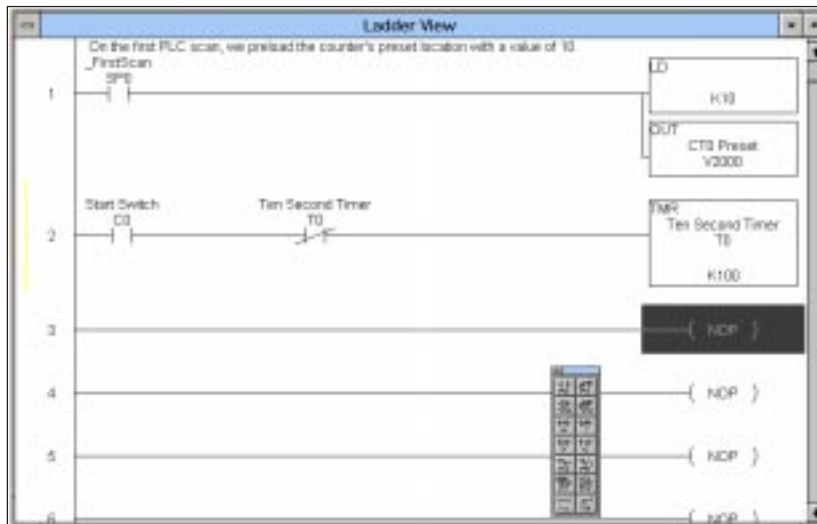 Ladder View
On the first PLC scan, we preload the counter's preset location with a value of 10.
_FirstScan
SP0
1
LD
K10
OUT
CT0 Preset
V2000
Start Switch
C0
Ten Second Timer
T0
2
TMR
Ten Second Timer
T0
K100
3
( NOP )
4
( NOP )
5
( NOP )
6
( NOP )